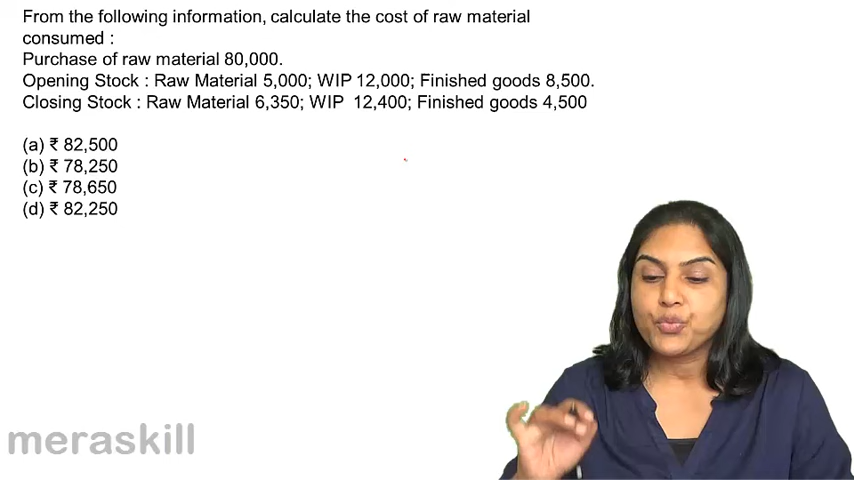 From the following information, calculate the cost of raw material
consumed :
Purchase of raw material 80,000.
Opening Stock : Raw Material 5,000; WIP 12,000; Finished goods 8,500.
Closing Stock : Raw Material 6,350; WIP 12,400; Finished goods 4,500
(a) ₹ 82,500
(b) ₹ 78,250
(c) ₹ 78,650
(d) ₹ 82,250
meraskill